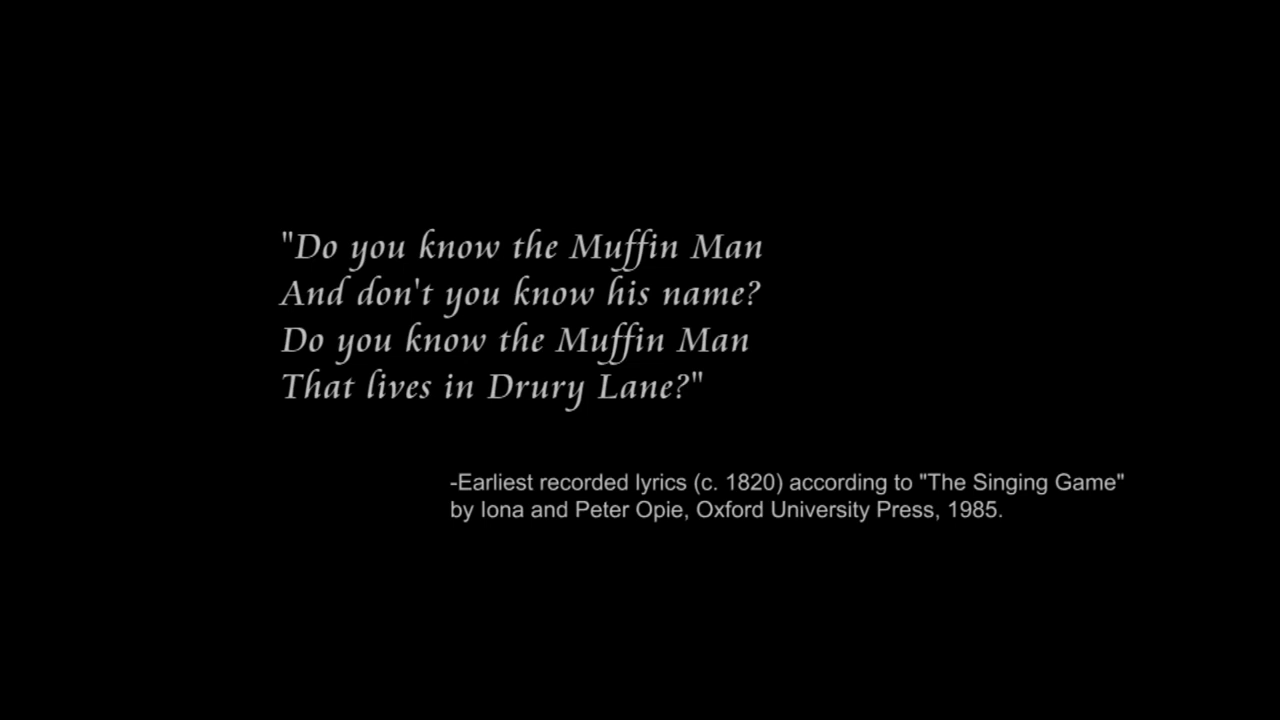 "Do you know the Muffin Man
And don't you know his name?
Do you know the Muffin Man
That lives in Drury Lane?"
-Earliest recorded lyrics (c. 1820) according to "The Singing Game"
by Iona and Peter Opie, Oxford University Press, 1985.